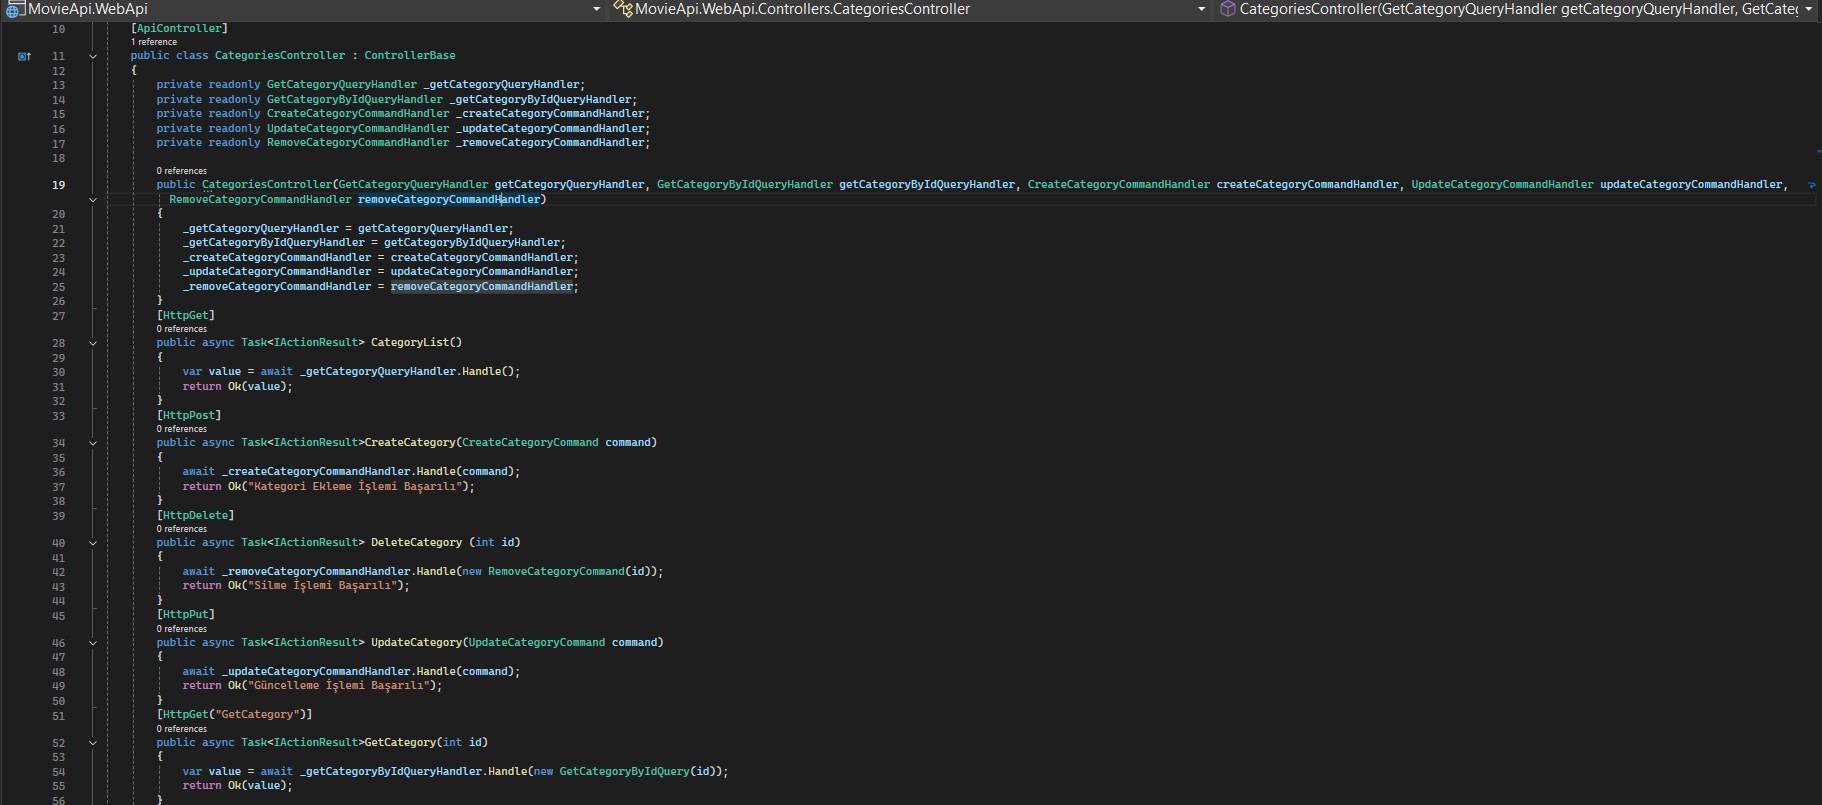 MovieApi.WebApi MovieApi.WebApi.Controllers.CategoriesController CategoriesController(GetCategoryQueryHandler getCategoryQueryHandler, GetCateg
10 [ApiController]
1 reference
11 public class CategoriesController : ControllerBase
12 {
13 private readonly GetCategoryQueryHandler _getCategoryQueryHandler;
14 private readonly GetCategoryByIdQueryHandler _getCategoryByIdQueryHandler;
15 private readonly CreateCategoryCommandHandler _createCategoryCommandHandler;
16 private readonly UpdateCategoryCommandHandler _updateCategoryCommandHandler;
17 private readonly RemoveCategoryCommandHandler _removeCategoryCommandHandler;
18
0 references
19 public CategoriesController(GetCategoryQueryHandler getCategoryQueryHandler, GetCategoryByIdQueryHandler getCategoryByIdQueryHandler, CreateCategoryCommandHandler createCategoryCommandHandler, UpdateCategoryCommandHandler updateCategoryCommandHandler,
RemoveCategoryCommandHandler removeCategoryCommandHandler)
20 {
21 _getCategoryQueryHandler = getCategoryQueryHandler;
22 _getCategoryByIdQueryHandler = getCategoryByIdQueryHandler;
23 _createCategoryCommandHandler = createCategoryCommandHandler;
24 _updateCategoryCommandHandler = updateCategoryCommandHandler;
25 _removeCategoryCommandHandler = removeCategoryCommandHandler;
26 }
27 [HttpGet]
0 references
28 public async Task<IActionResult> CategoryList()
29 {
30 var value = await _getCategoryQueryHandler.Handle();
31 return Ok(value);
32 }
33 [HttpPost]
0 references
34 public async Task<IActionResult>CreateCategory(CreateCategoryCommand command)
35 {
36 await _createCategoryCommandHandler.Handle(command);
37 return Ok("Kategori Ekleme İşlemi Başarılı");
38 }
39 [HttpDelete]
0 references
40 public async Task<IActionResult> DeleteCategory (int id)
41 {
42 await _removeCategoryCommandHandler.Handle(new RemoveCategoryCommand(id));
43 return Ok("Silme İşlemi Başarılı");
44 }
45 [HttpPut]
0 references
46 public async Task<IActionResult> UpdateCategory(UpdateCategoryCommand command)
47 {
48 await _updateCategoryCommandHandler.Handle(command);
49 return Ok("Güncelleme İşlemi Başarılı");
50 }
51 [HttpGet("GetCategory")]
0 references
52 public async Task<IActionResult>GetCategory(int id)
53 {
54 var value = await _getCategoryByIdQueryHandler.Handle(new GetCategoryByIdQuery(id));
55 return Ok(value);
56 }